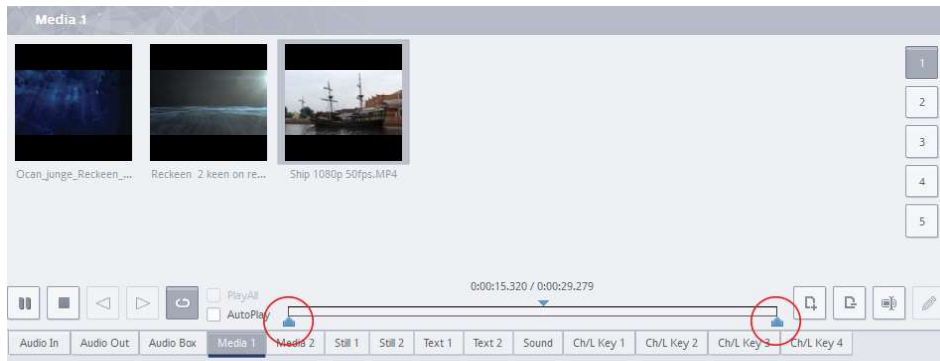 Media 1
1
2
3
4
5
Ocan_junge_Reckeen_...
Reckeen 2 keen on re...
Ship 1080p 50fps.MP4
0:00:15.320 / 0:00:29.279
PlayAll
AutoPlay
Audio In
Audio Out
Audio Box
Media 1
Media 2
Still 1
Still 2
Text 1
Text 2
Sound
Ch/L Key 1
Ch/L Key 2
Ch/L Key 3
Ch/L Key 4